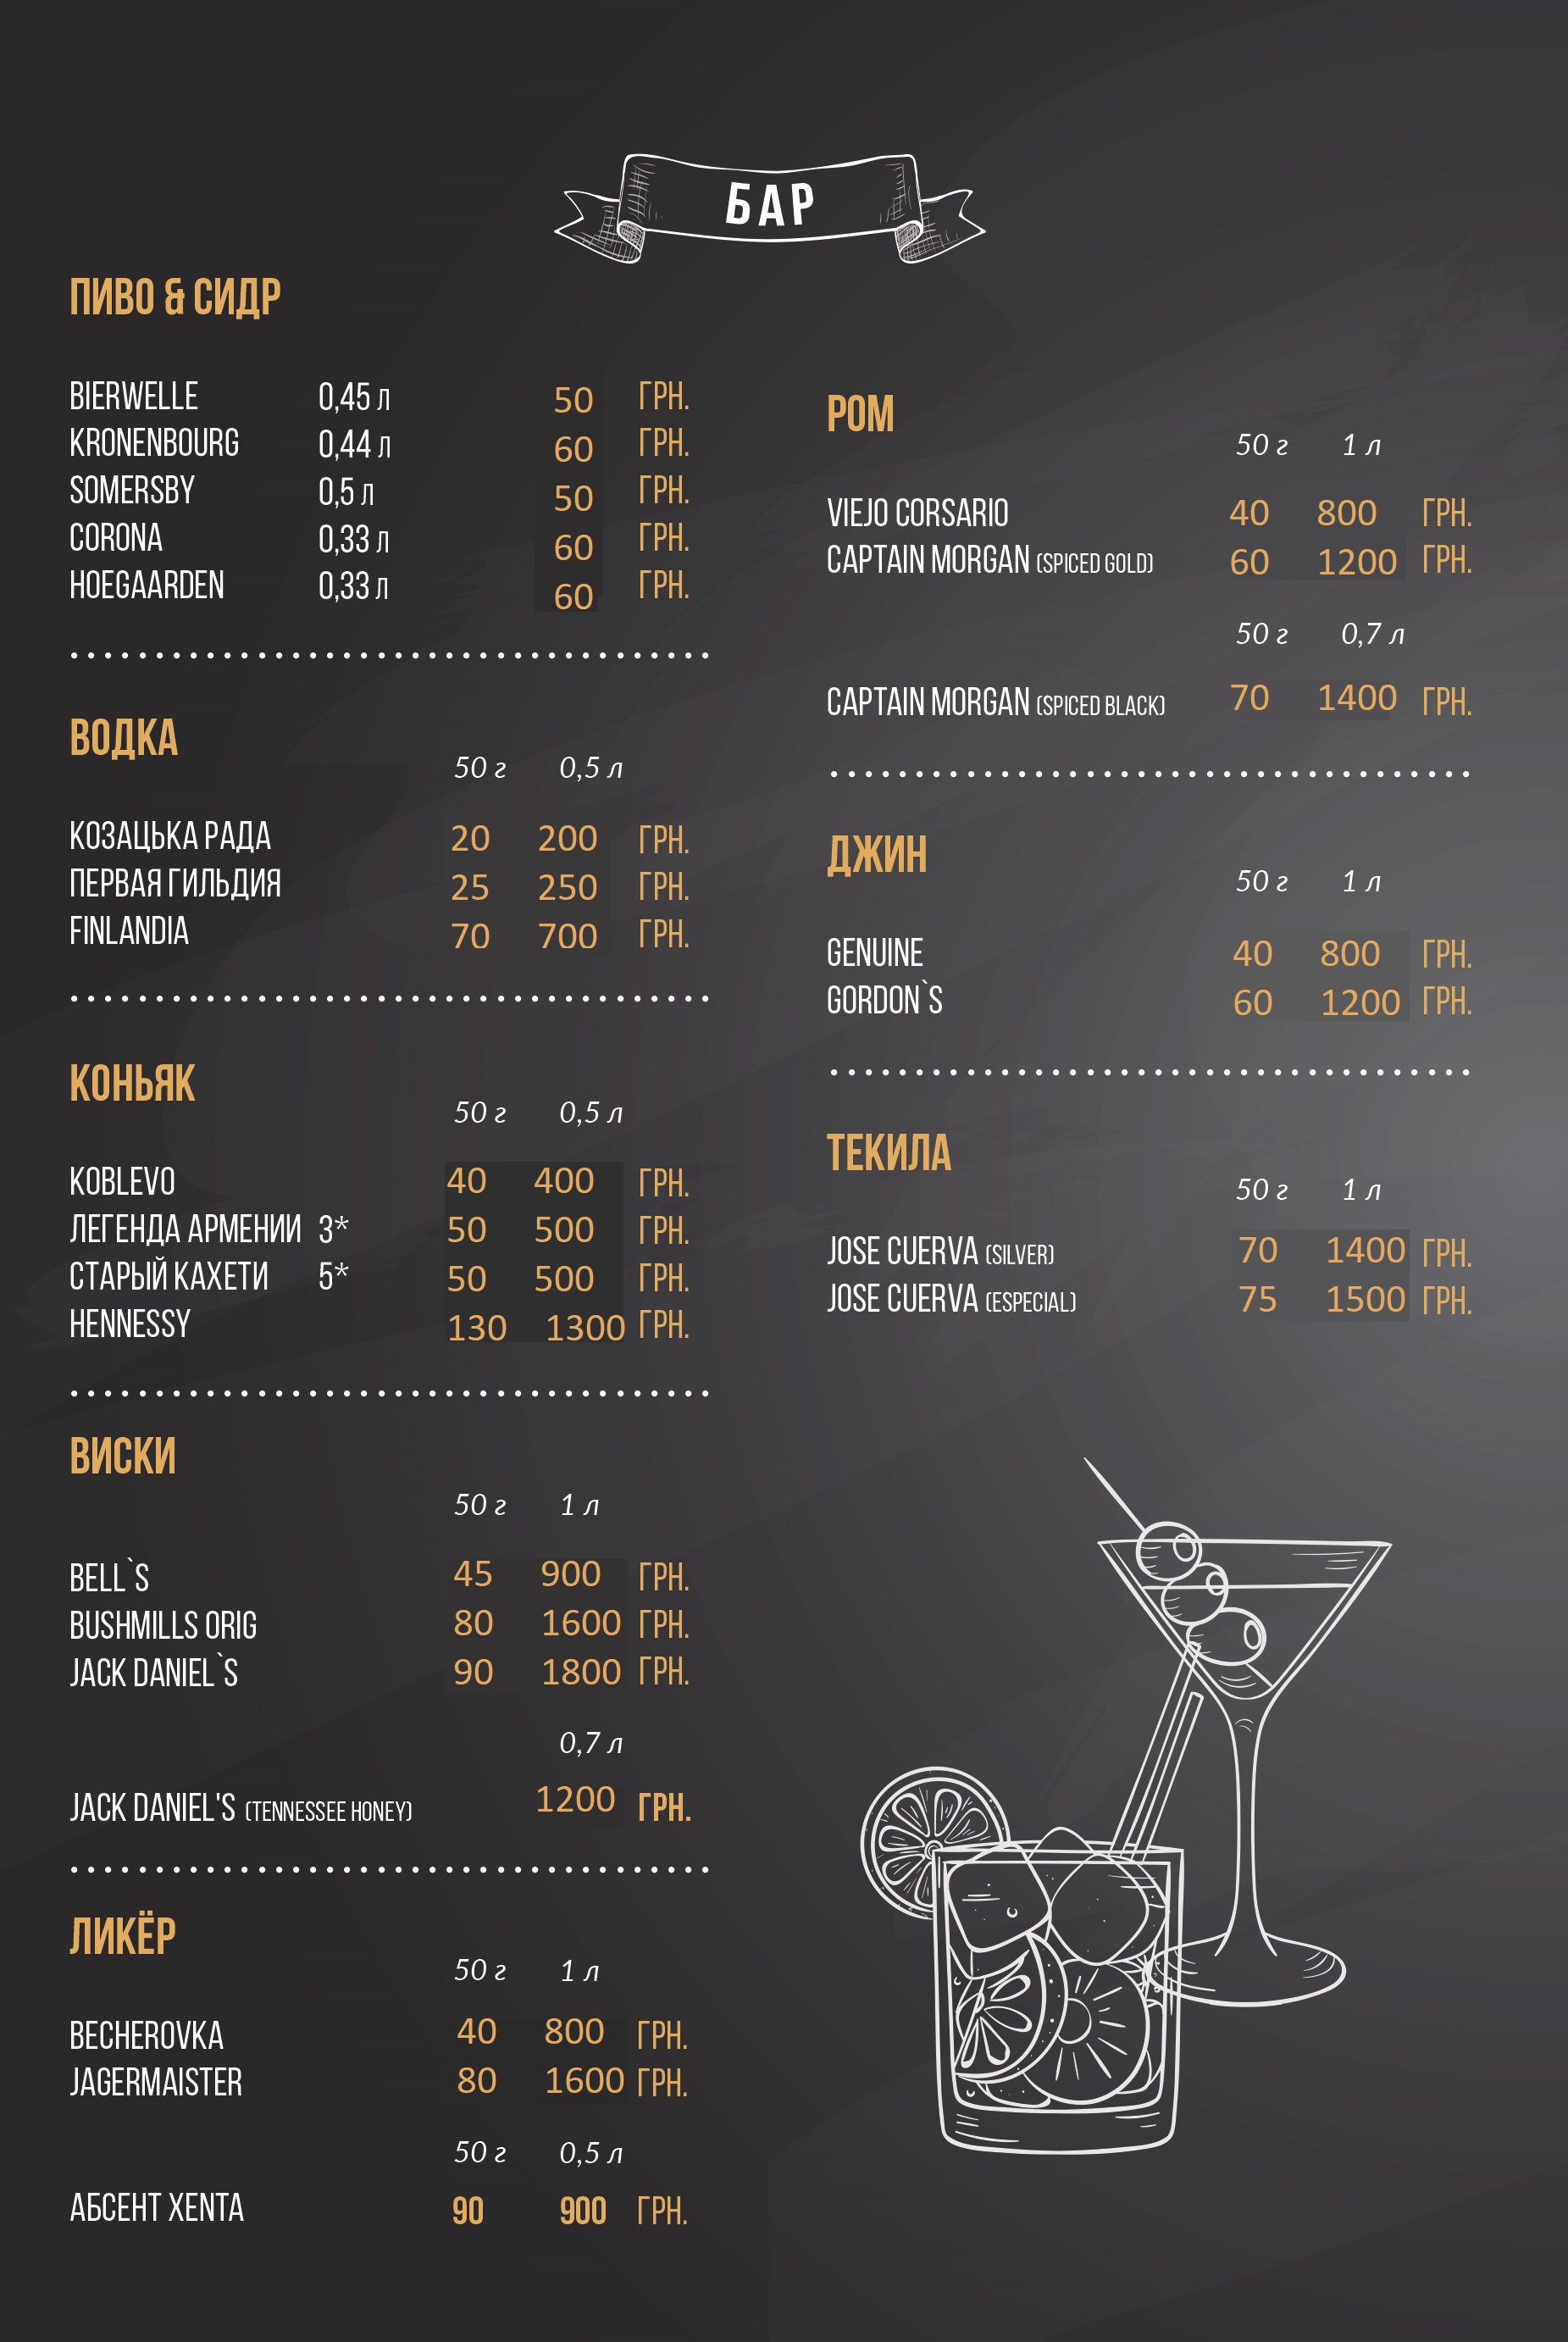 БАР
ПИВО & СИДР
BIERWELLE 0,45 Л 50 ГРН.
KRONENBOURG 0,44 Л 60 ГРН.
SOMERSBY 0,5 Л 50 ГРН.
CORONA 0,33 Л 60 ГРН.
HOEGAARDEN 0,33 Л 60 ГРН.
ВОДКА
50 г 0,5 л
КОЗАЦЬКА РАДА 20 200 ГРН.
ПЕРВАЯ ГИЛЬДИЯ 25 250 ГРН.
FINLANDIA 70 700 ГРН.
КОНЬЯК
50 г 0,5 л
KOBLEVO 40 400 ГРН.
ЛЕГЕНДА АРМЕНИИ 3* 50 500 ГРН.
СТАРЫЙ КАХЕТИ 5* 50 500 ГРН.
HENNESSY 130 1300 ГРН.
ВИСКИ
50 г 1 л
BELL`S 45 900 ГРН.
BUSHMILLS ORIG 80 1600 ГРН.
JACK DANIEL`S 90 1800 ГРН.
0,7 л
JACK DANIEL'S (TENNESSEE HONEY) 1200 ГРН.
ЛИКЁР
50 г 1 л
BECHEROVKA 40 800 ГРН.
JAGERMAISTER 80 1600 ГРН.
50 г 0,5 л
АБСЕНТ XENTA 90 900 ГРН.
РОМ
50 г 1 л
VIEJO CORSARIO 40 800 ГРН.
CAPTAIN MORGAN (SPICED GOLD) 60 1200 ГРН.
50 г 0,7 л
CAPTAIN MORGAN (SPICED BLACK) 70 1400 ГРН.
ДЖИН
50 г 1 л
GENUINE 40 800 ГРН.
GORDON`S 60 1200 ГРН.
ТЕКИЛА
50 г 1 л
JOSE CUERVA (SILVER) 70 1400 ГРН.
JOSE CUERVA (ESPECIAL) 75 1500 ГРН.